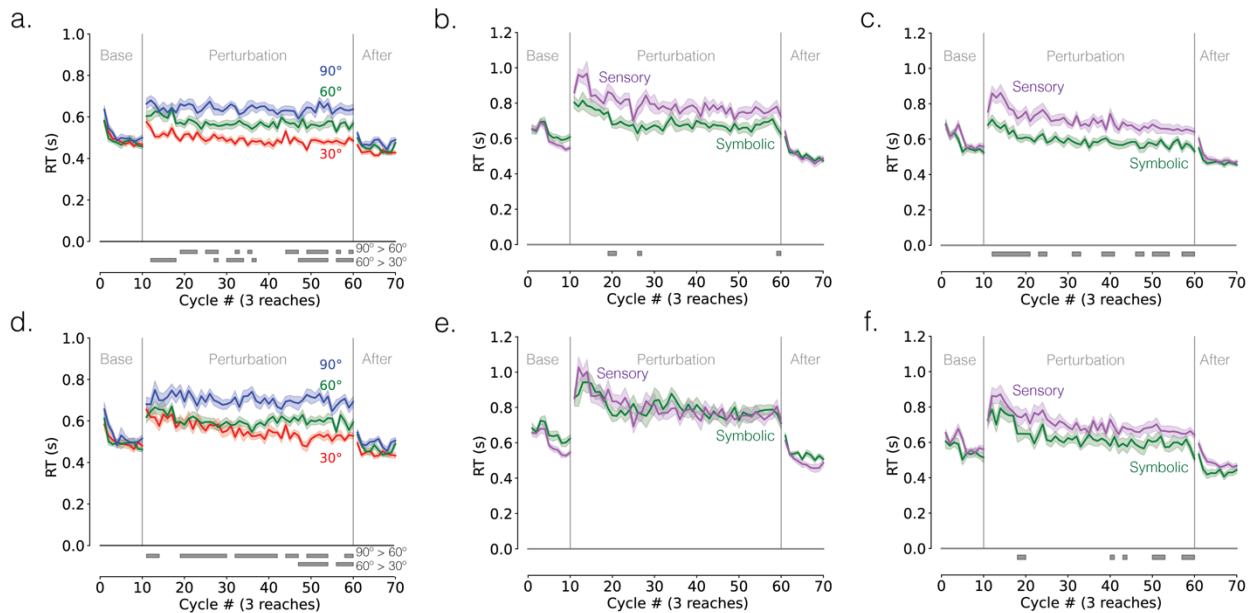 a.
1.0
0.8
0.6
0.4
0.2
0.0
RT (s)
Base
Perturbation
After
90°
60°
30°
90° > 60°
60° > 30°
0 10 20 30 40 50 60 70
Cycle # (3 reaches)
b.
1.2
1.0
0.8
0.6
0.4
0.2
0.0
RT (s)
Base
Perturbation
After
Sensory
Symbolic
0 10 20 30 40 50 60 70
Cycle # (3 reaches)
c.
1.2
1.0
0.8
0.6
0.4
0.2
0.0
RT (s)
Base
Perturbation
After
Sensory
Symbolic
0 10 20 30 40 50 60 70
Cycle # (3 reaches)
d.
1.0
0.8
0.6
0.4
0.2
0.0
RT (s)
Base
Perturbation
After
90°
60°
30°
90° > 60°
60° > 30°
0 10 20 30 40 50 60 70
Cycle # (3 reaches)
e.
1.2
1.0
0.8
0.6
0.4
0.2
0.0
RT (s)
Base
Perturbation
After
Sensory
Symbolic
0 10 20 30 40 50 60 70
Cycle # (3 reaches)
f.
1.2
1.0
0.8
0.6
0.4
0.2
0.0
RT (s)
Base
Perturbation
After
Sensory
Symbolic
0 10 20 30 40 50 60 70
Cycle # (3 reaches)